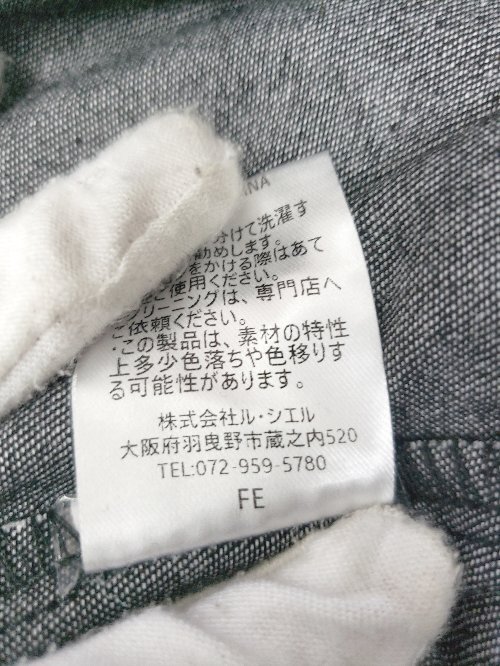 INA
分けて洗濯す
勧めします。
をかける際はあて
をご使用ください。
クリーニングは、専門店へ
ご依頼ください。
・この製品は、素材の特性
上多少色落ちや色移りす
る可能性があります。
株式会社ル・シエル
大阪府羽曳野市蔵之内520
TEL:072-959-5780
FE